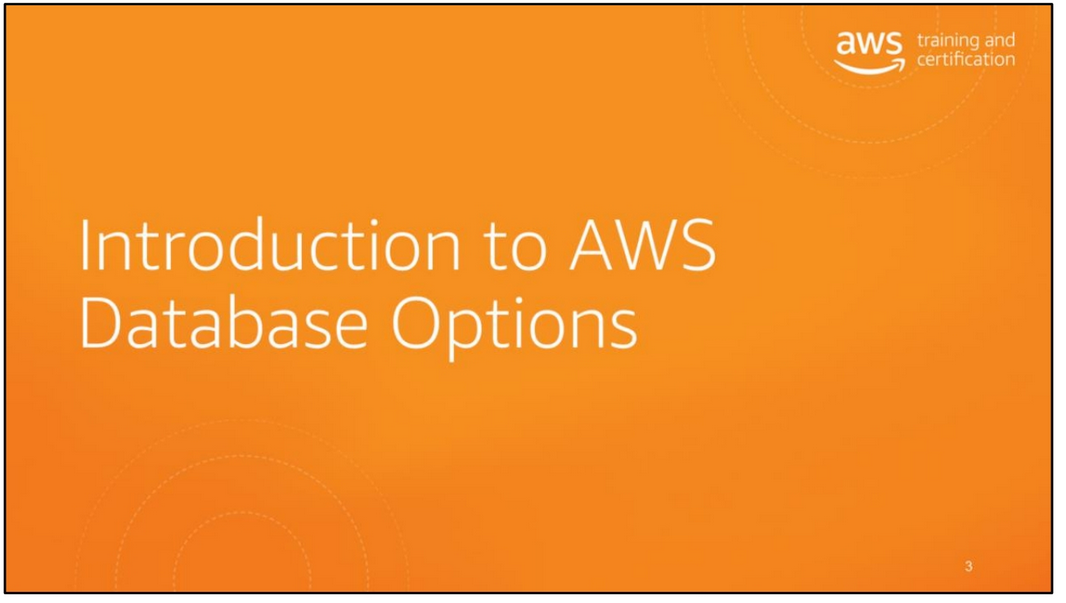 aws training and
certification
Introduction to AWS
Database Options
3